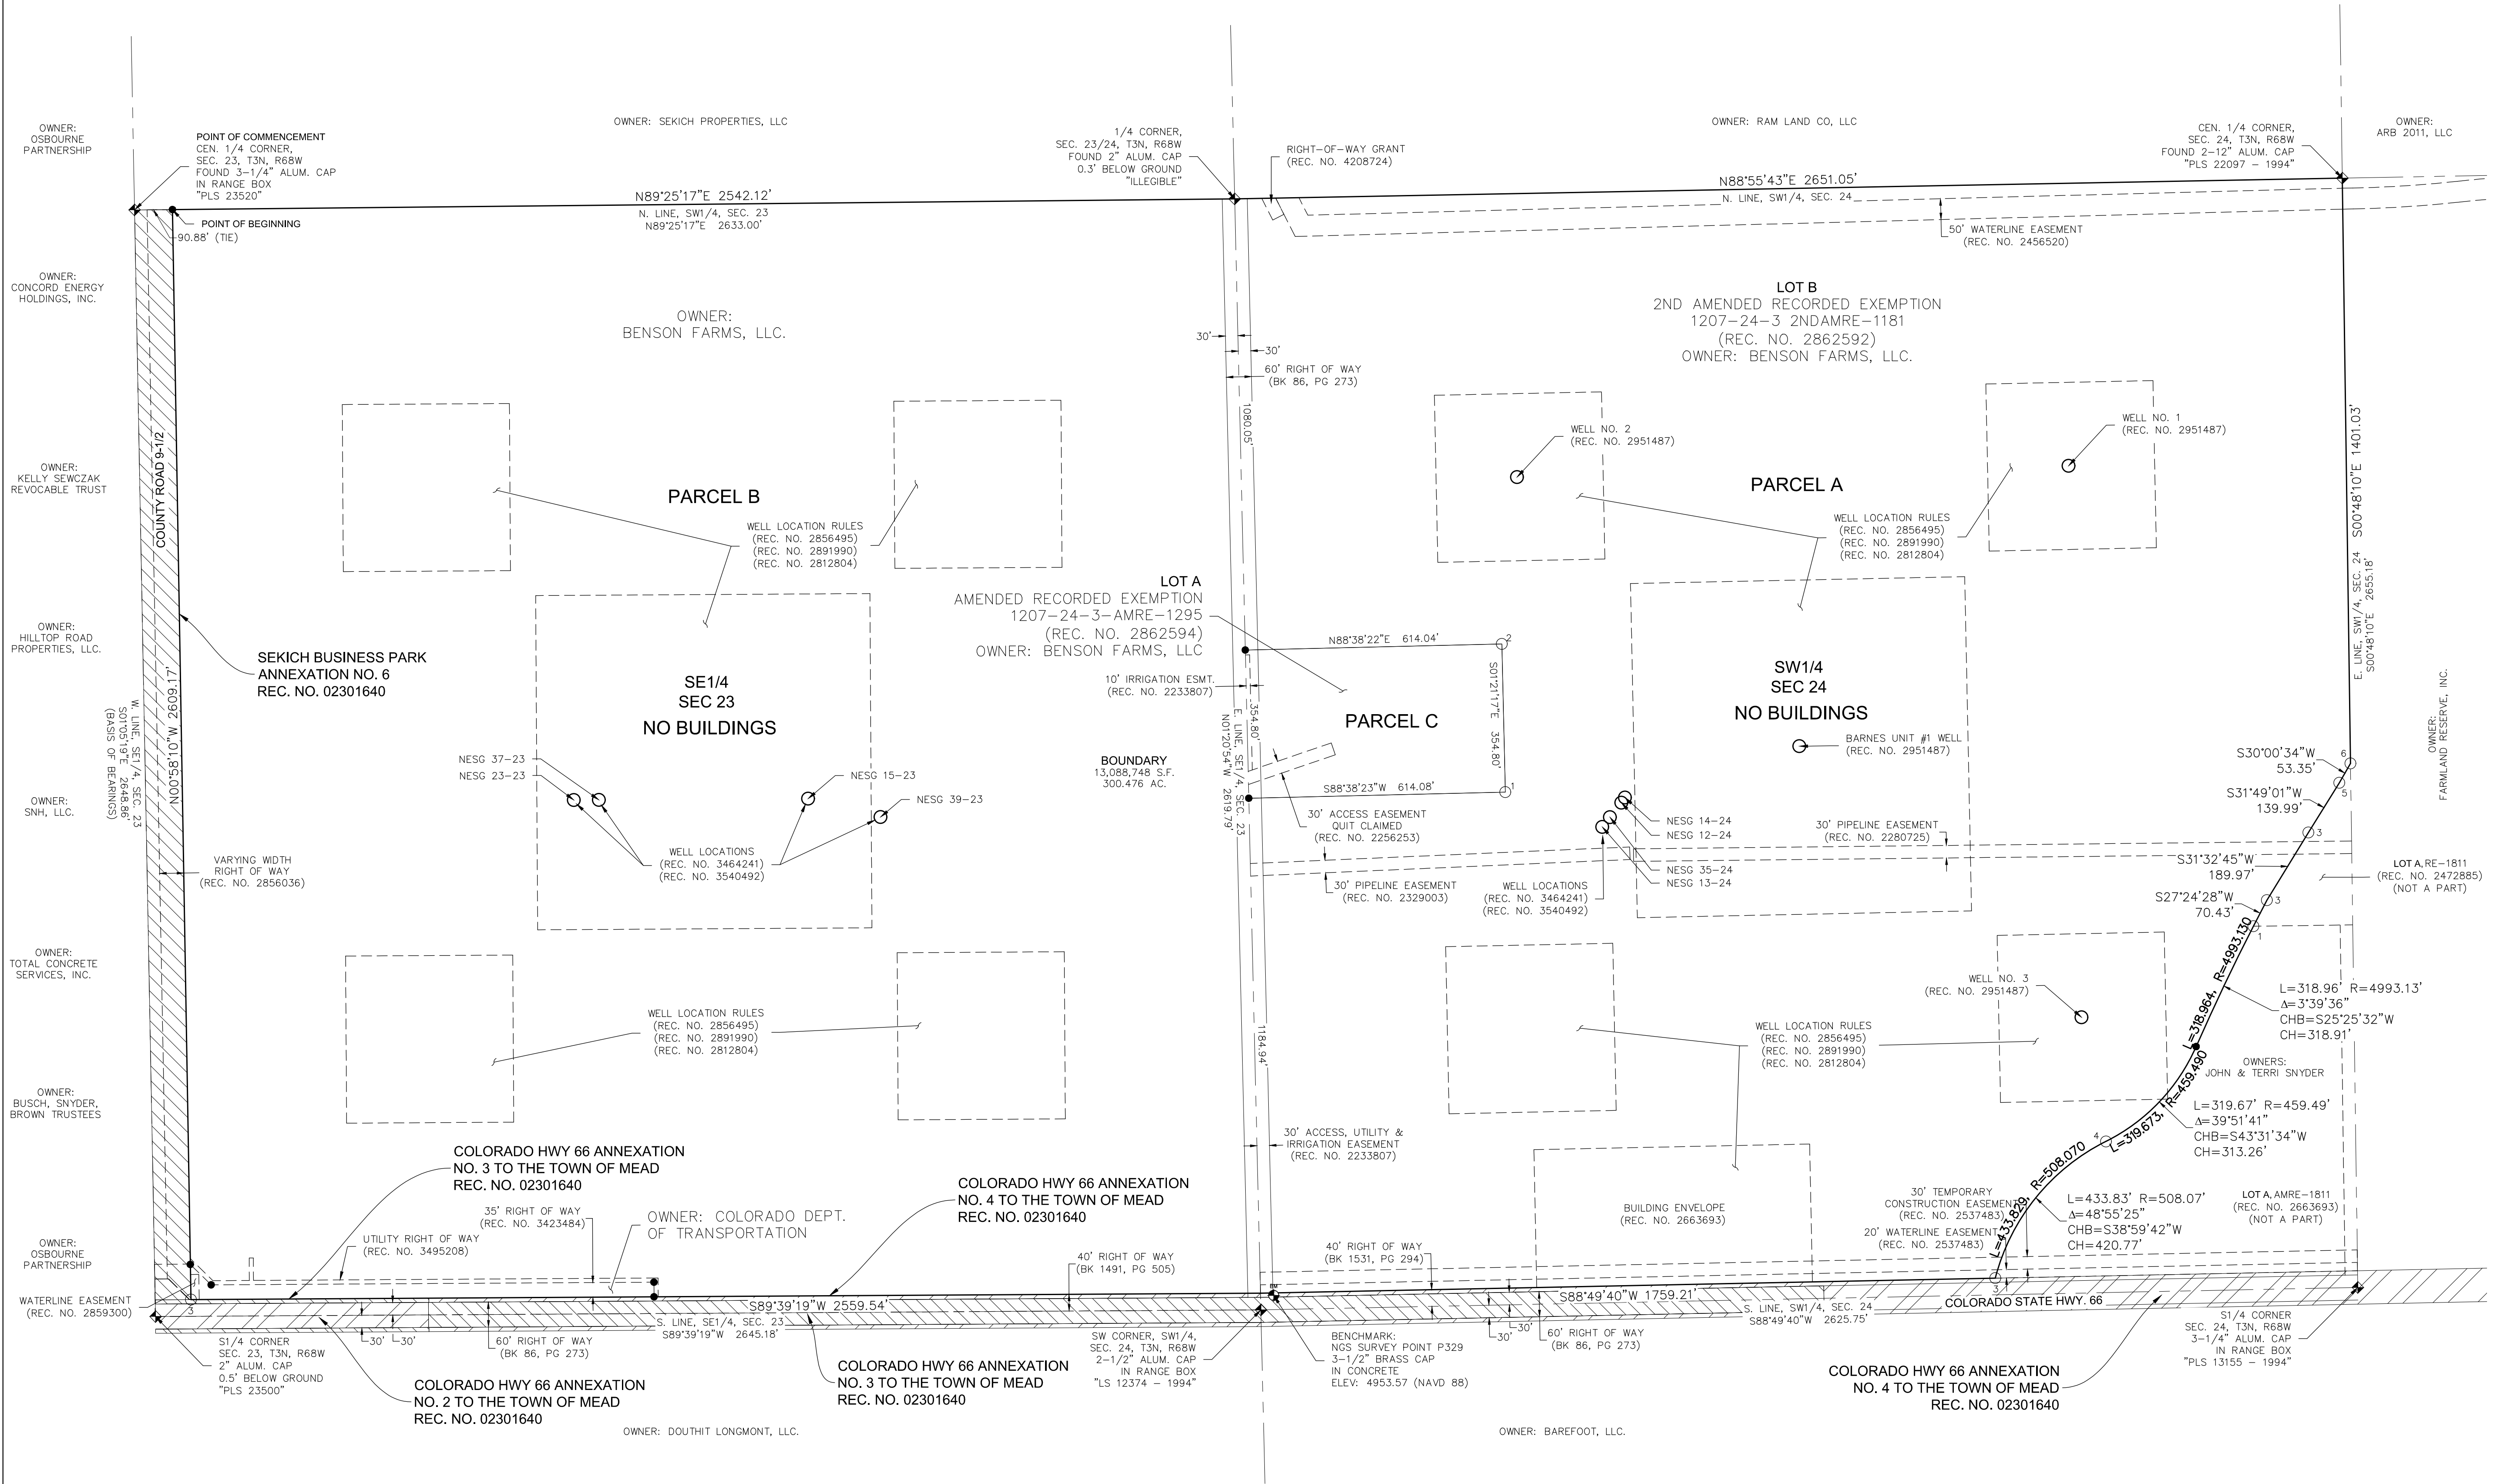 OWNER:
OSBOURNE
PARTNERSHIP
POINT OF COMMENCEMENT
CEN. 1/4 CORNER,
SEC. 23, T3N, R68W
FOUND 3-1/4" ALUM. CAP
IN RANGE BOX
"PLS 23520"
OWNER: SEKICH PROPERTIES, LLC
1/4 CORNER,
SEC. 23/24, T3N, R68W
FOUND 2" ALUM. CAP
0.3' BELOW GROUND
"ILLEGIBLE"
RIGHT-OF-WAY GRANT
(REC. NO. 4208724)
OWNER: RAM LAND CO, LLC
CEN. 1/4 CORNER,
SEC. 24, T3N, R68W
FOUND 2-12" ALUM. CAP
"PLS 22097 - 1994"
OWNER:
ARB 2011, LLC
N89°25'17"E 2542.12'
N. LINE, SW1/4, SEC. 23
N89°25'17"E 2633.00'
N88°55'43"E 2651.05'
N. LINE, SW1/4, SEC. 24
POINT OF BEGINNING
90.88' (TIE)
50' WATERLINE EASEMENT
(REC. NO. 2456520)
OWNER:
CONCORD ENERGY
HOLDINGS, INC.
OWNER:
BENSON FARMS, LLC.
LOT B
2ND AMENDED RECORDED EXEMPTION
1207-24-3 2NDAMRE-1181
(REC. NO. 2862592)
OWNER: BENSON FARMS, LLC.
30'
30'
60' RIGHT OF WAY
(BK 86, PG 273)
1080.05'
COUNTY ROAD 9-1/2
OWNER:
KELLY SEWCZAK
REVOCABLE TRUST
PARCEL B
WELL LOCATION RULES
(REC. NO. 2856495)
(REC. NO. 2891990)
(REC. NO. 2812804)
WELL NO. 2
(REC. NO. 2951487)
WELL NO. 1
(REC. NO. 2951487)
PARCEL A
WELL LOCATION RULES
(REC. NO. 2856495)
(REC. NO. 2891990)
(REC. NO. 2812804)
S00°48'10"E 1401.03'
E. LINE, SW1/4, SEC. 24
S00°48'10"E 2655.18'
LOT A
AMENDED RECORDED EXEMPTION
1207-24-3-AMRE-1295
(REC. NO. 2862594)
OWNER: BENSON FARMS, LLC
OWNER:
HILLTOP ROAD
PROPERTIES, LLC.
SEKICH BUSINESS PARK
ANNEXATION NO. 6
REC. NO. 02301640
N00°58'10"W 2609.17'
W. LINE, SE1/4, SEC. 23
S01°05'19"E 2648.86'
(BASIS OF BEARINGS)
SE1/4
SEC 23
NO BUILDINGS
N88°38'22"E 614.04'
2
S01°21'17"E 354.80'
10' IRRIGATION ESMT.
(REC. NO. 2233807)
354.80'
E. LINE, SE1/4, SEC. 23
N01°20'54"W 2619.79'
PARCEL C
SW1/4
SEC 24
NO BUILDINGS
BARNES UNIT #1 WELL
(REC. NO. 2951487)
OWNER:
FARMLAND RESERVE, INC.
NESG 37-23
NESG 23-23
NESG 15-23
NESG 39-23
BOUNDARY
13,088,748 S.F.
300.476 AC.
S88°38'23"W 614.08'
1
S30°00'34"W
53.35'
6
S31°49'01"W
139.99'
5
OWNER:
SNH, LLC.
30' ACCESS EASEMENT
QUIT CLAIMED
(REC. NO. 2256253)
NESG 14-24
NESG 12-24
30' PIPELINE EASEMENT
(REC. NO. 2280725)
3
WELL LOCATIONS
(REC. NO. 3464241)
(REC. NO. 3540492)
VARYING WIDTH
RIGHT OF WAY
(REC. NO. 2856036)
30' PIPELINE EASEMENT
(REC. NO. 2329003)
WELL LOCATIONS
(REC. NO. 3464241)
(REC. NO. 3540492)
NESG 35-24
NESG 13-24
S31°32'45"W
189.97'
LOT A, RE-1811
(REC. NO. 2472885)
(NOT A PART)
S27°24'28"W
70.43'
3
1
OWNER:
TOTAL CONCRETE
SERVICES, INC.
WELL NO. 3
(REC. NO. 2951487)
L=318.964, R=4993.130
L=318.96' R=4993.13'
Δ=3°39'36"
CHB=S25°25'32"W
CH=318.91'
WELL LOCATION RULES
(REC. NO. 2856495)
(REC. NO. 2891990)
(REC. NO. 2812804)
1184.94'
WELL LOCATION RULES
(REC. NO. 2856495)
(REC. NO. 2891990)
(REC. NO. 2812804)
OWNERS:
JOHN & TERRI SNYDER
OWNER:
BUSCH, SNYDER,
BROWN TRUSTEES
L=319.673, R=459.490
L=319.67' R=459.49'
Δ=39°51'41"
CHB=S43°31'34"W
CH=313.26'
4
COLORADO HWY 66 ANNEXATION
NO. 3 TO THE TOWN OF MEAD
REC. NO. 02301640
30' ACCESS, UTILITY &
IRRIGATION EASEMENT
(REC. NO. 2233807)
COLORADO HWY 66 ANNEXATION
NO. 4 TO THE TOWN OF MEAD
REC. NO. 02301640
L=433.829, R=508.070
L=433.83' R=508.07'
Δ=48°55'25"
CHB=S38°59'42"W
CH=420.77'
30' TEMPORARY
CONSTRUCTION EASEMENT
(REC. NO. 2537483)
20' WATERLINE EASEMENT
(REC. NO. 2537483)
LOT A, AMRE-1811
(REC. NO. 2663693)
(NOT A PART)
BUILDING ENVELOPE
(REC. NO. 2663693)
35' RIGHT OF WAY
(REC. NO. 3423484)
OWNER: COLORADO DEPT.
OF TRANSPORTATION
UTILITY RIGHT OF WAY
(REC. NO. 3495208)
OWNER:
OSBOURNE
PARTNERSHIP
40' RIGHT OF WAY
(BK 1491, PG 505)
40' RIGHT OF WAY
(BK 1531, PG 294)
WATERLINE EASEMENT
(REC. NO. 2859300)
3
3
S89°39'19"W 2559.54'
S. LINE, SE1/4, SEC. 23
S89°39'19"W 2645.18'
S88°49'40"W 1759.21'
S. LINE, SW1/4, SEC. 24
S88°49'40"W 2625.75'
COLORADO STATE HWY. 66
30'
30'
60' RIGHT OF WAY
(BK 86, PG 273)
30'
30'
60' RIGHT OF WAY
(BK 86, PG 273)
S1/4 CORNER
SEC. 23, T3N, R68W
2" ALUM. CAP
0.5' BELOW GROUND
"PLS 23500"
SW CORNER, SW1/4,
SEC. 24, T3N, R68W
2-1/2" ALUM. CAP
IN RANGE BOX
"LS 12374 - 1994"
BENCHMARK:
NGS SURVEY POINT P329
3-1/2" BRASS CAP
IN CONCRETE
ELEV: 4953.57 (NAVD 88)
S1/4 CORNER
SEC. 24, T3N, R68W
3-1/4" ALUM. CAP
IN RANGE BOX
"PLS 13155 - 1994"
COLORADO HWY 66 ANNEXATION
NO. 2 TO THE TOWN OF MEAD
REC. NO. 02301640
COLORADO HWY 66 ANNEXATION
NO. 3 TO THE TOWN OF MEAD
REC. NO. 02301640
COLORADO HWY 66 ANNEXATION
NO. 4 TO THE TOWN OF MEAD
REC. NO. 02301640
OWNER: DOUTHIT LONGMONT, LLC.
OWNER: BAREFOOT, LLC.